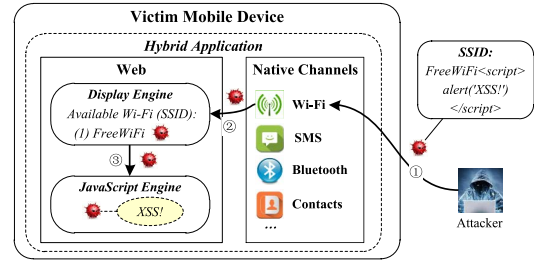 Victim Mobile Device
Hybrid Application
Web
Native Channels
Display Engine
Available Wi-Fi (SSID):
(1) FreeWiFi
②
③
JavaScript Engine
XSS!
Wi-Fi
SMS
Bluetooth
Contacts
...
SSID:
FreeWiFi<script>
alert('XSS!')
</script>
①
Attacker